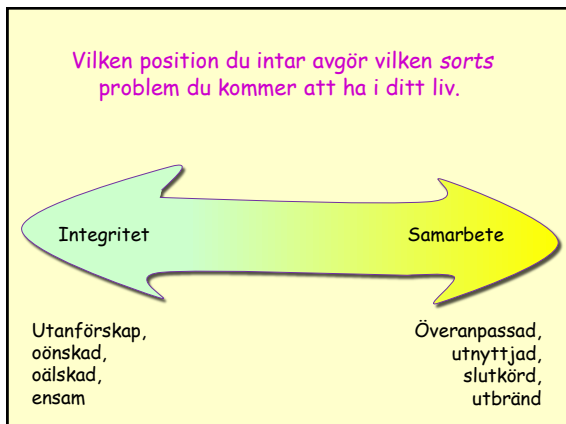 Vilken position du intar avgör vilken sorts
problem du kommer att ha i ditt liv.
Integritet
Samarbete
Utanförskap,
oönskad,
oälskad,
ensam
Överanpassad,
utnyttjad,
slutkörd,
utbränd